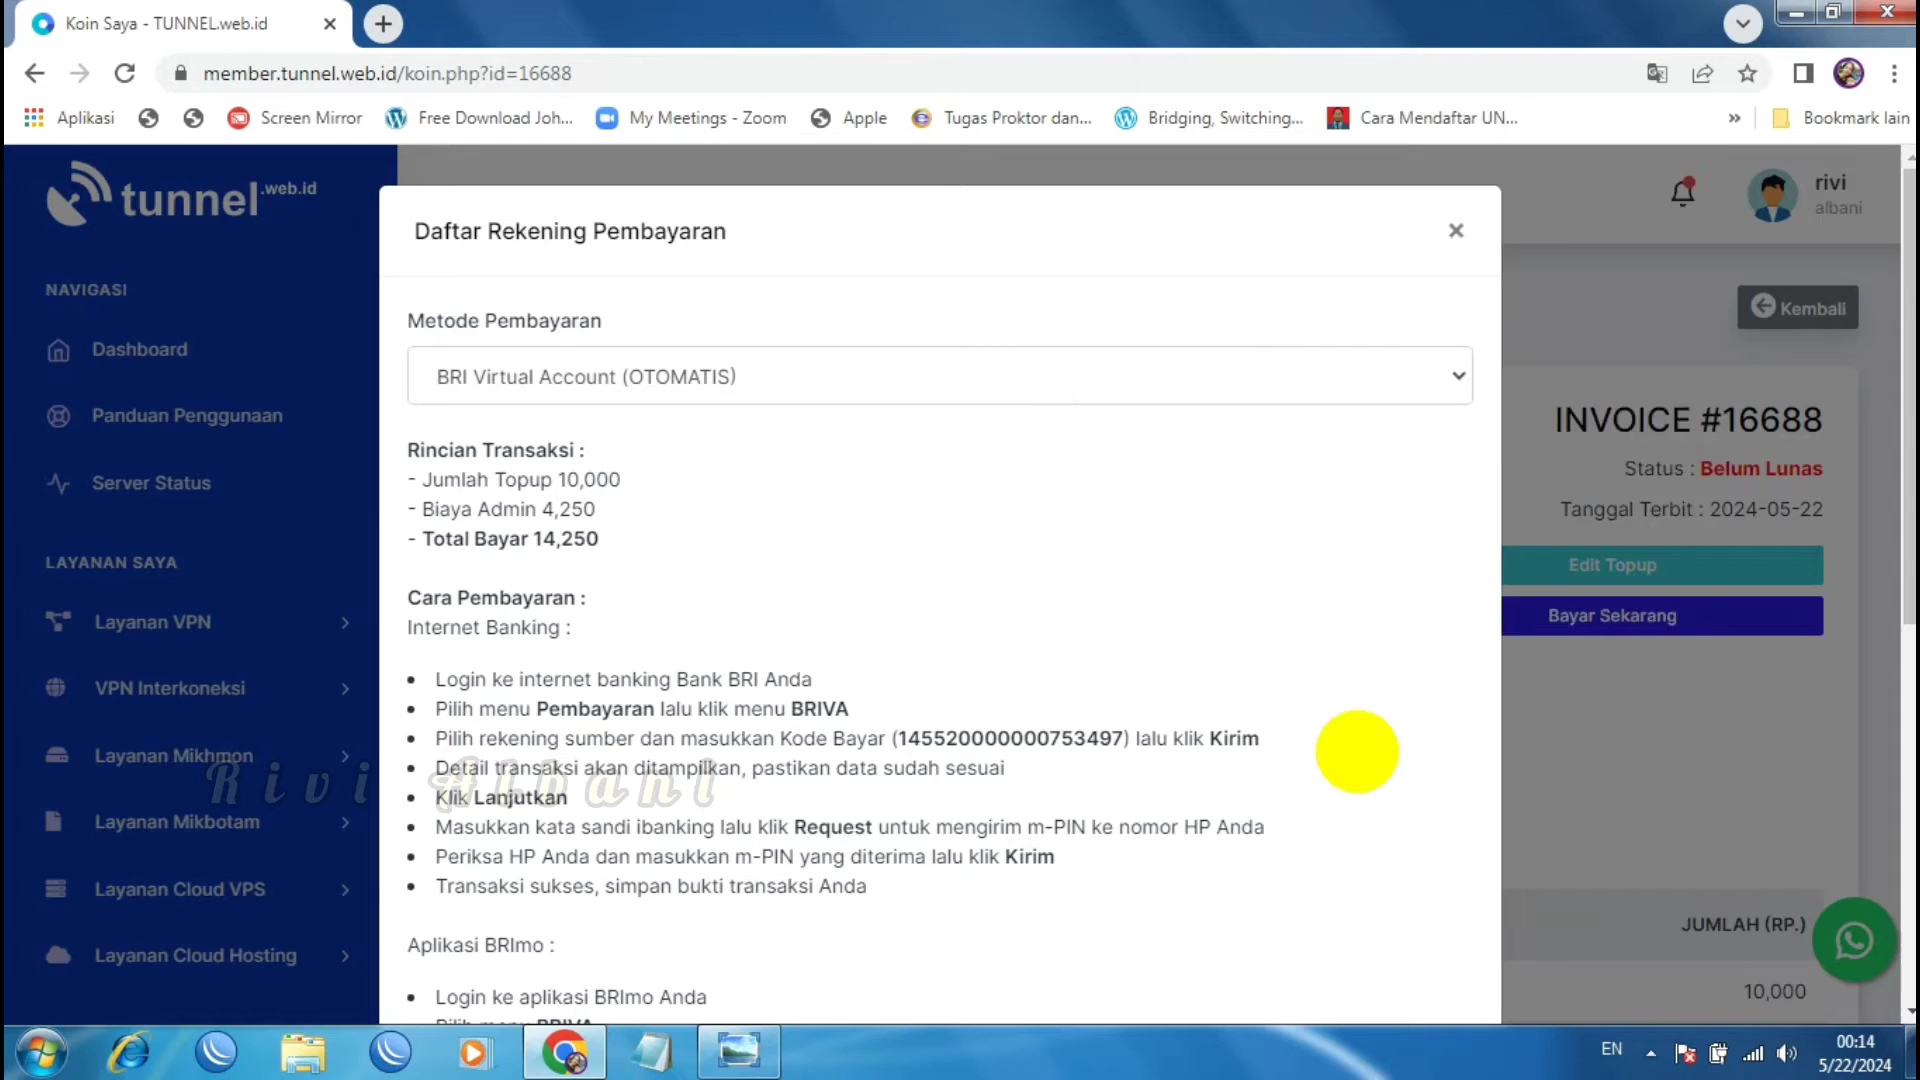 Koin Saya - TUNNEL.web.id
member.tunnel.web.id/koin.php?id=16688
Aplikasi
Screen Mirror
Free Download Joh...
My Meetings - Zoom
Apple
Tugas Proktor dan...
Bridging, Switching...
Cara Mendaftar UN...
»
Bookmark lain
tunnel.web.id
rivi
albani
Daftar Rekening Pembayaran
NAVIGASI
Kembali
Metode Pembayaran
Dashboard
BRI Virtual Account (OTOMATIS)
Panduan Penggunaan
INVOICE #16688
Rincian Transaksi :
Status : Belum Lunas
- Jumlah Topup 10,000
Server Status
- Biaya Admin 4,250
Tanggal Terbit : 2024-05-22
- Total Bayar 14,250
LAYANAN SAYA
Edit Topup
Cara Pembayaran :
Bayar Sekarang
Layanan VPN
Internet Banking :
• Login ke internet banking Bank BRI Anda
VPN Interkoneksi
• Pilih menu Pembayaran lalu klik menu BRIVA
• Pilih rekening sumber dan masukkan Kode Bayar (145520000000753497) lalu klik Kirim
Layanan Mikhmon
• Detail transaksi akan ditampilkan, pastikan data sudah sesuai
Rivi Albani
• Klik Lanjutkan
Layanan Mikbotam
• Masukkan kata sandi ibanking lalu klik Request untuk mengirim m-PIN ke nomor HP Anda
• Periksa HP Anda dan masukkan m-PIN yang diterima lalu klik Kirim
Layanan Cloud VPS
• Transaksi sukses, simpan bukti transaksi Anda
JUMLAH (RP.)
Aplikasi BRImo :
Layanan Cloud Hosting
10,000
• Login ke aplikasi BRImo Anda
• Pilih menu BRIVA
EN
00:14
5/22/2024